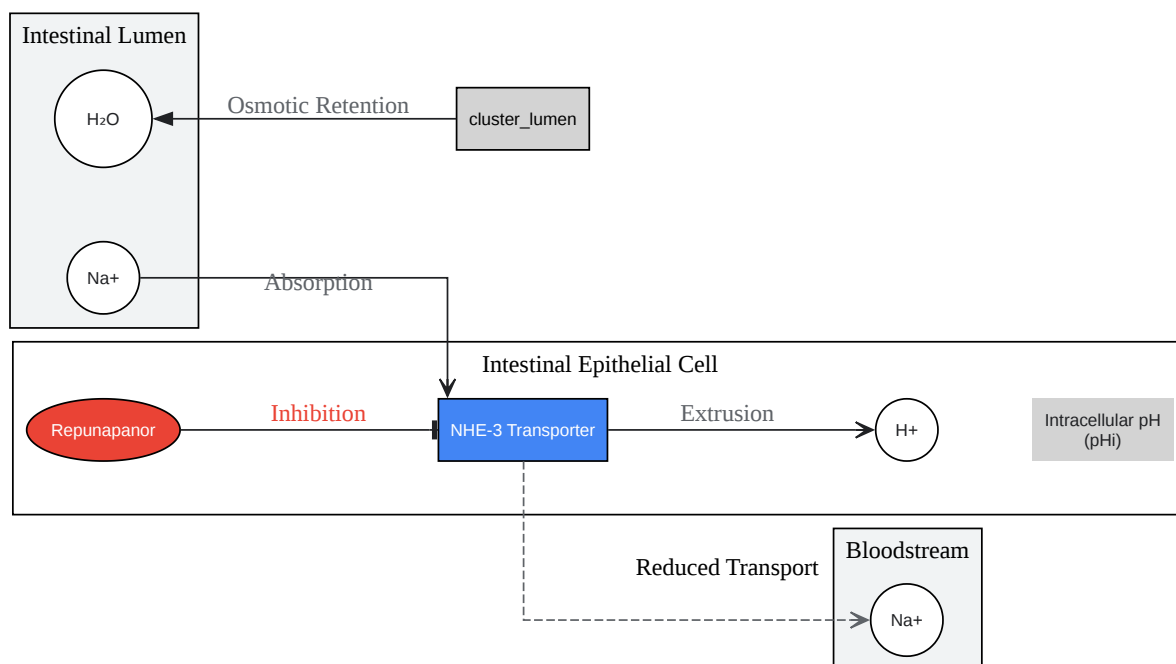 Intestinal Lumen
H₂O
Osmotic Retention
cluster_lumen
Na+
Absorption
Intestinal Epithelial Cell
Repunapanor
Inhibition
NHE-3 Transporter
Extrusion
H+
Intracellular pH
(pHi)
Reduced Transport
Bloodstream
Na+